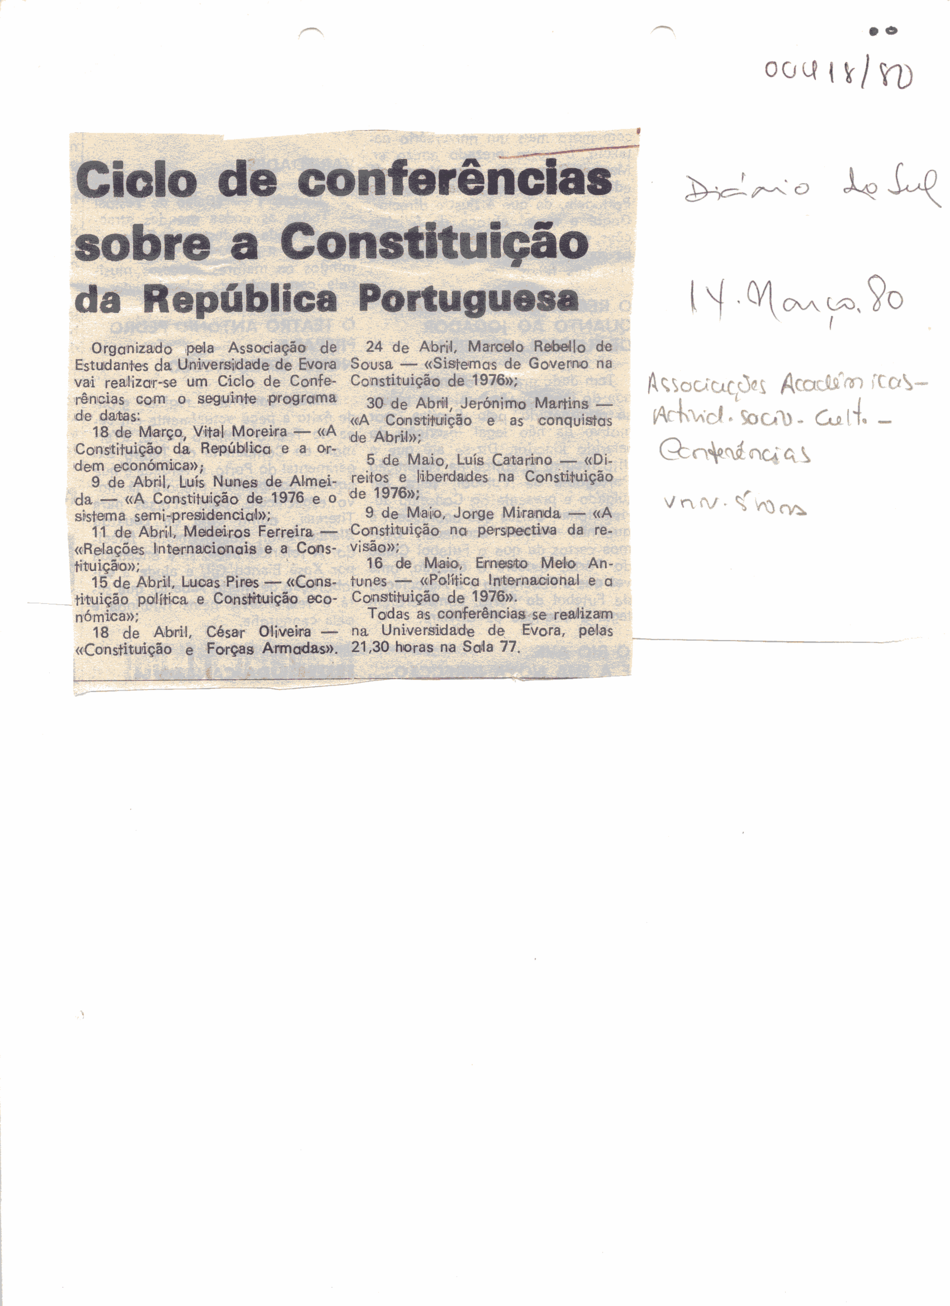 00418/80
Diário do Sul
14. Março. 80
Associações Académicas-
Activid. socio- Cult. -
Conferências
Univ. Évora
Ciclo de conferências
sobre a Constituição
da República Portuguesa
Organizado pela Associação de
Estudantes da Universidade de Evora
vai realizar-se um Ciclo de Confe-
rências com o seguinte programa
de datas:
18 de Março, Vital Moreira — «A
Constituição da República e a or-
dem económica»;
9 de Abril, Luís Nunes de Almei-
da — «A Constituição de 1976 e o
sistema semi-presidencial»;
11 de Abril, Medeiros Ferreira —
«Relações Internacionais e a Cons-
tituição»;
15 de Abril, Lucas Pires — «Cons-
tituição política e Constituição eco-
nómica»;
18 de Abril, César Oliveira —
«Constituição e Forças Armadas».
24 de Abril, Marcelo Rebello de
Sousa — «Sistemas de Governo na
Constituição de 1976»;
30 de Abril, Jerónimo Martins —
«A Constituição e as conquistas
de Abril»;
5 de Maio, Luís Catarino — «Di-
reitos e liberdades na Constituição
de 1976»;
9 de Maio, Jorge Miranda — «A
Constituição na perspectiva da re-
visão»;
16 de Maio, Ernesto Melo An-
tunes — «Política Internacional e a
Constituição de 1976».
Todas as conferências se realizam
na Universidade de Evora, pelas
21,30 horas na Sala 77.